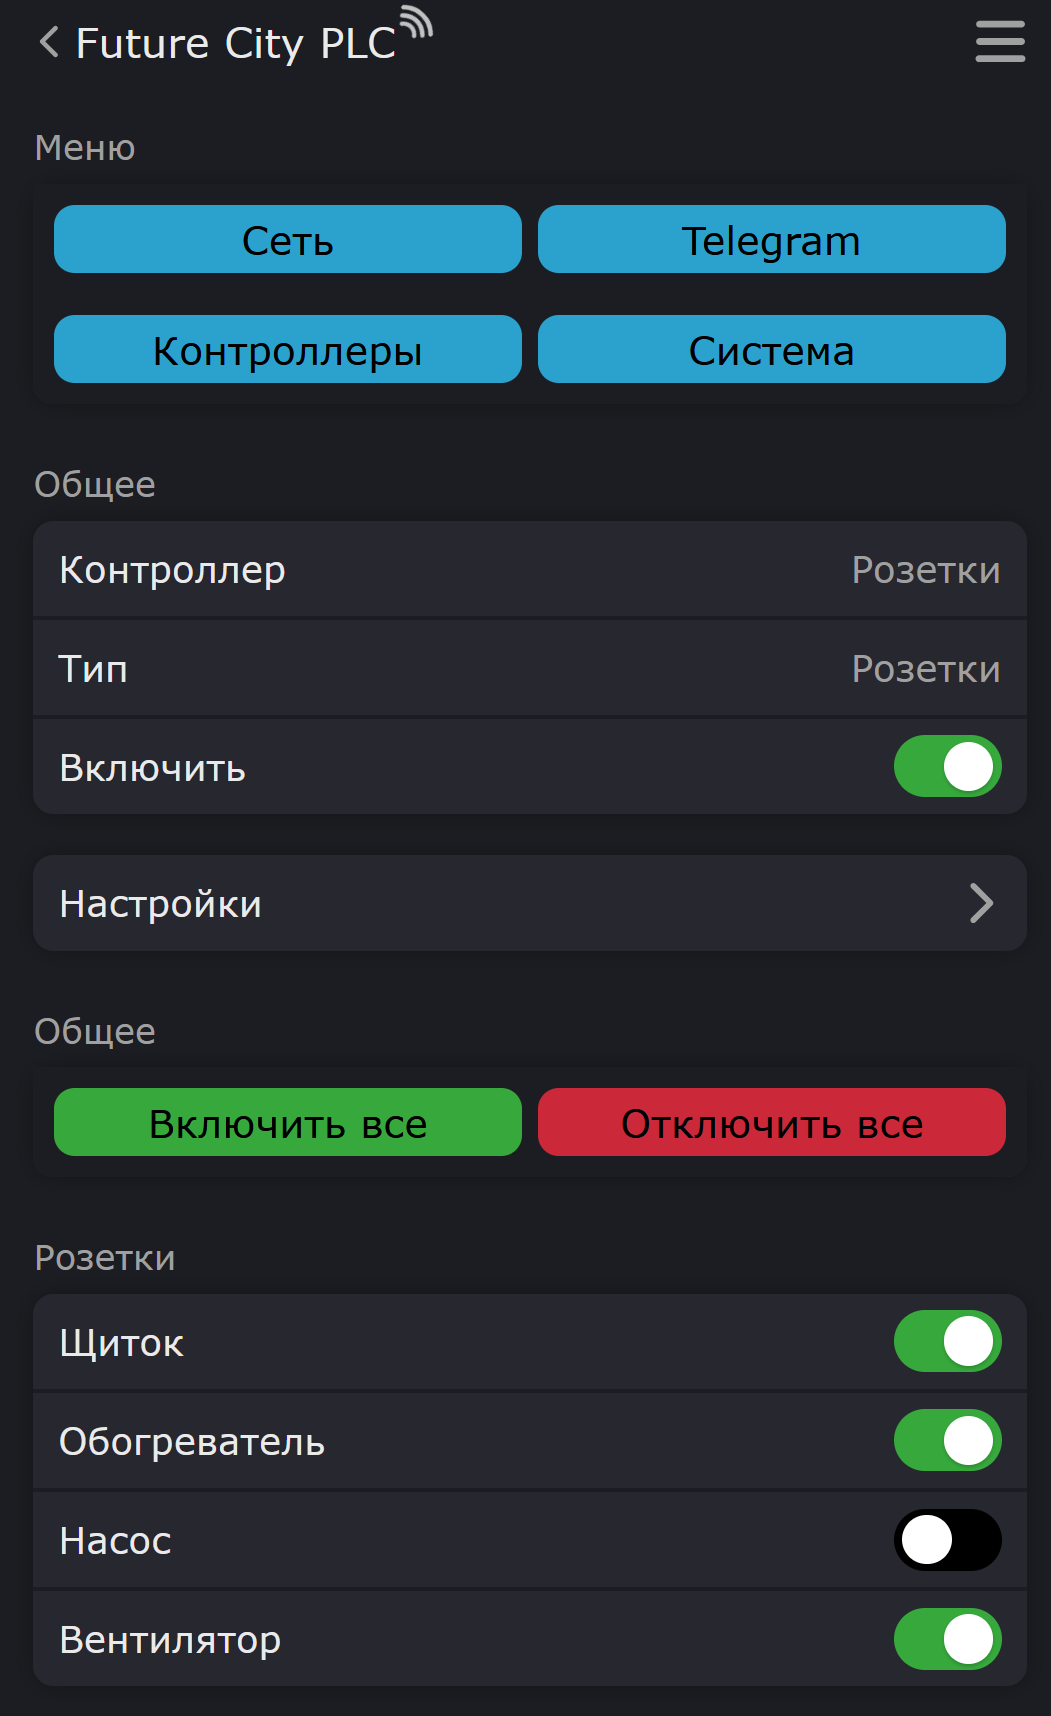 Future City PLC
Меню
Сеть Telegram
Контроллеры Система
Общее
Контроллер Розетки
Тип Розетки
Включить
Настройки
Общее
Включить все Отключить все
Розетки
Щиток
Обогреватель
Насос
Вентилятор